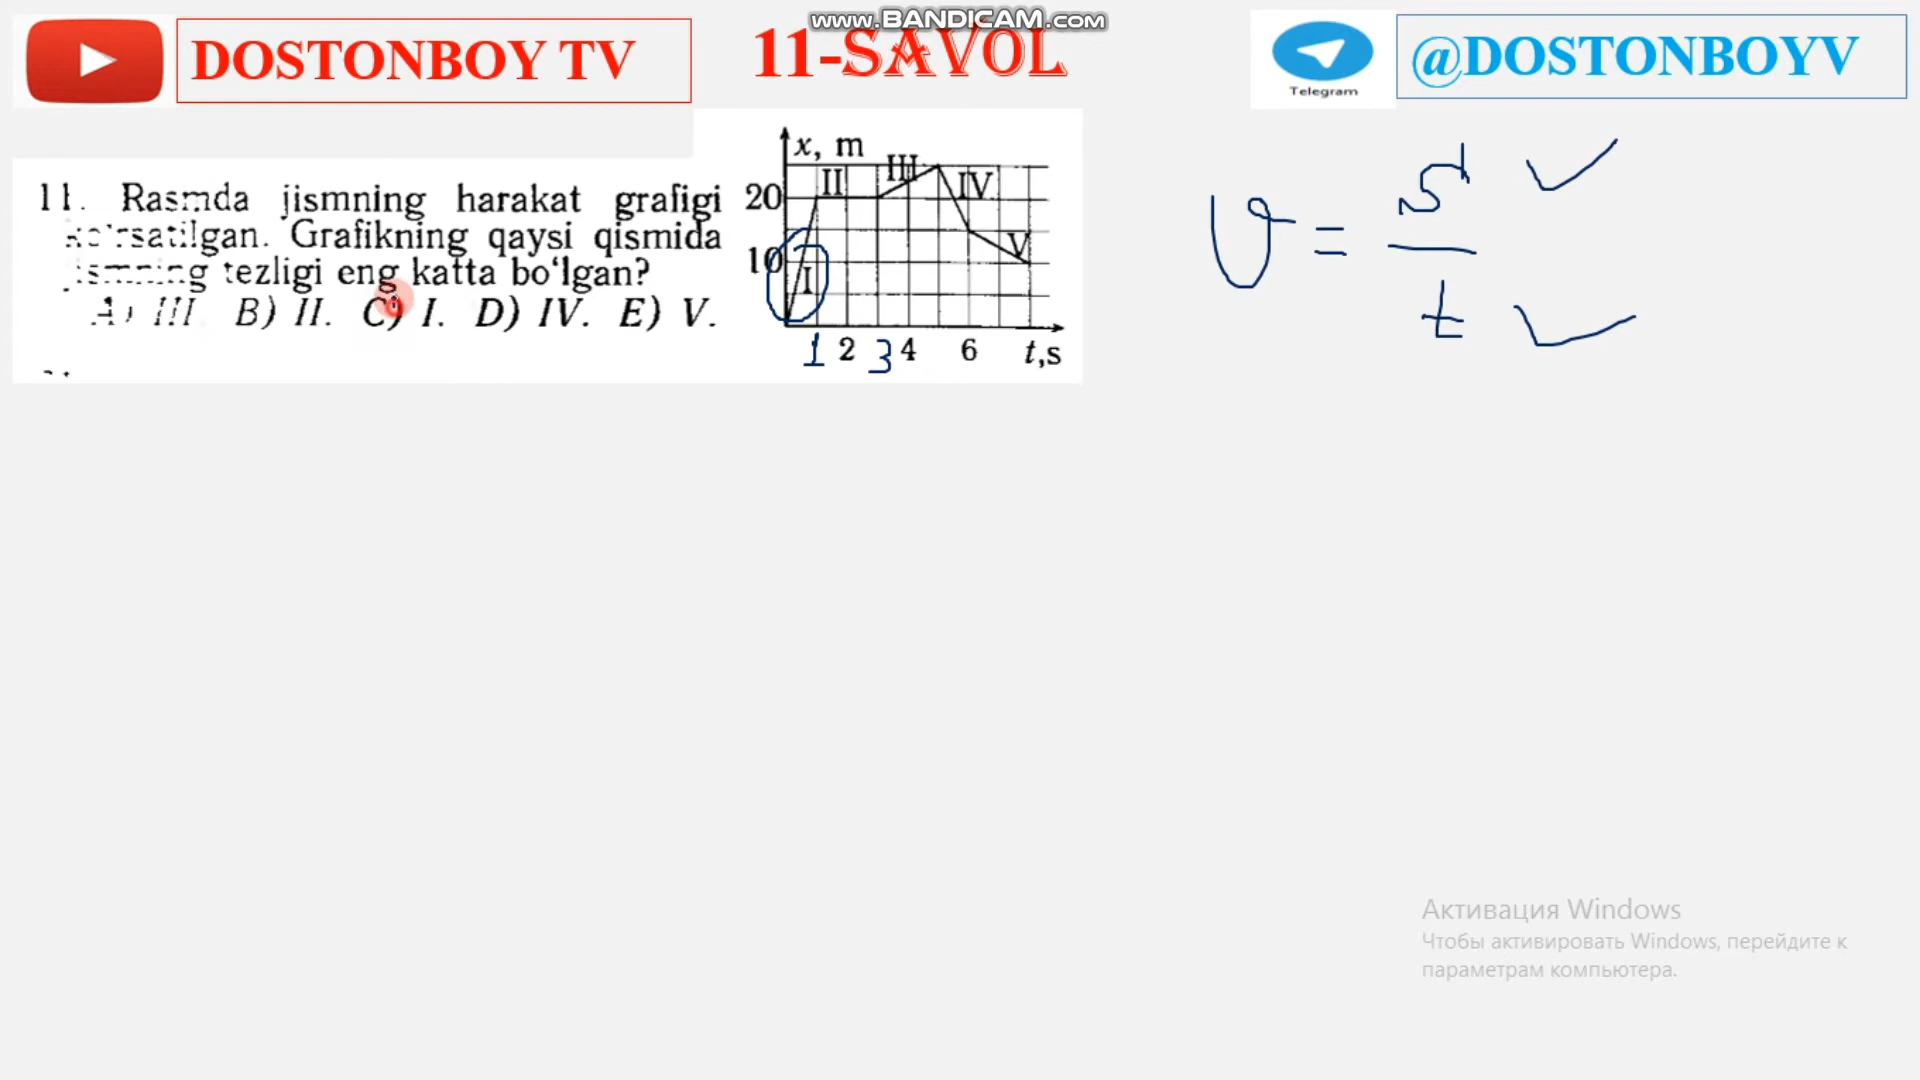 www.BANDICAM.com
DOSTONBOY TV
11-SAVOL
Telegram
@DOSTONBOYV
11. Rasmda jismning harakat grafigi
ko'rsatilgan. Grafikning qaysi qismida
jismning tezligi eng katta bo'lgan?
A) III. B) II. C) I. D) IV. E) V.
x, m
20
10
I
II
III
IV
V
1 2 3 4 6 t,s
v = s / t
Активация Windows
Чтобы активировать Windows, перейдите к
параметрам компьютера.